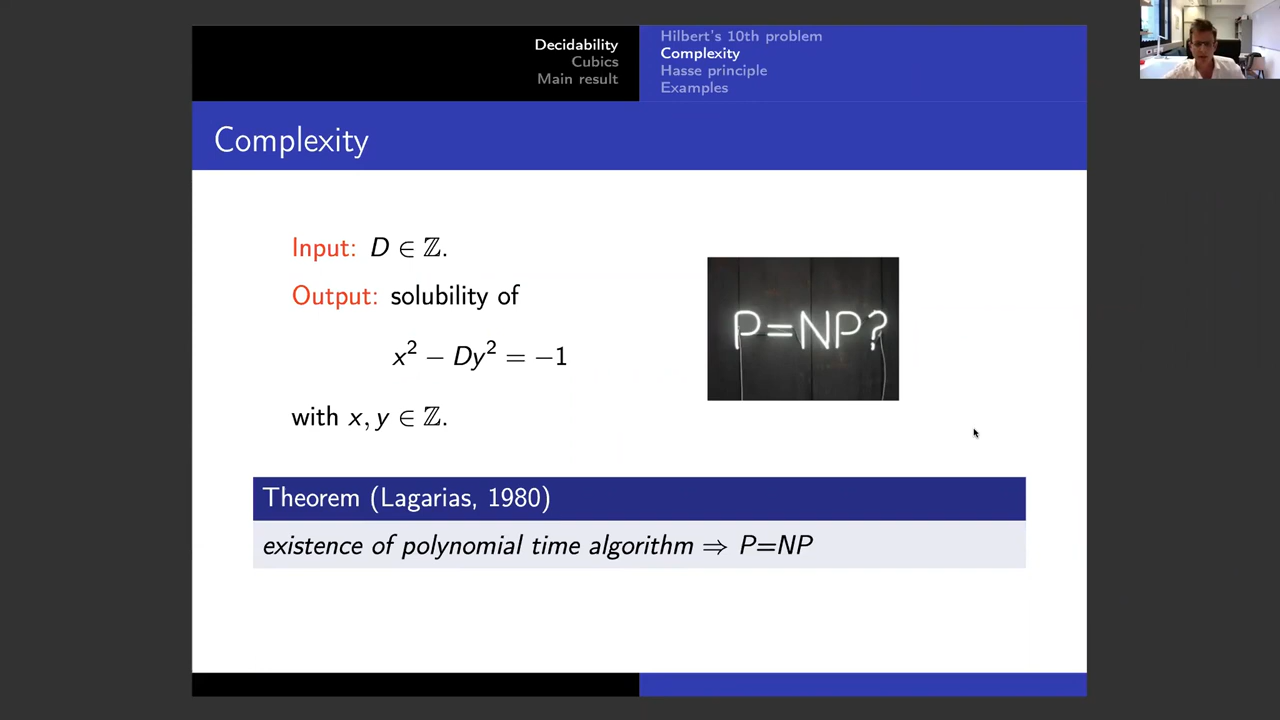 Decidability
Cubics
Main result
Hilbert's 10th problem
Complexity
Hasse principle
Examples
Complexity
Input: D ∈ ℤ.
Output: solubility of
x² − Dy² = −1
with x, y ∈ ℤ.
P=NP?
Theorem (Lagarias, 1980)
existence of polynomial time algorithm ⇒ P=NP